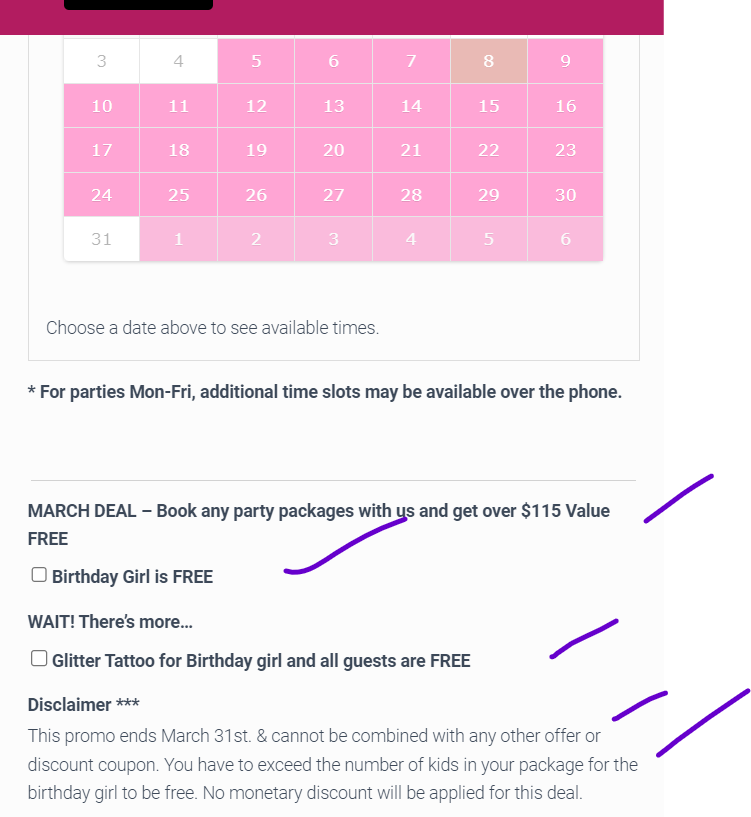 3 4 5 6 7 8 9
10 11 12 13 14 15 16
17 18 19 20 21 22 23
24 25 26 27 28 29 30
31 1 2 3 4 5 6
Choose a date above to see available times.
* For parties Mon-Fri, additional time slots may be available over the phone.
MARCH DEAL – Book any party packages with us and get over $115 Value
FREE
Birthday Girl is FREE
WAIT! There’s more...
Glitter Tattoo for Birthday girl and all guests are FREE
Disclaimer ***
This promo ends March 31st. & cannot be combined with any other offer or
discount coupon. You have to exceed the number of kids in your package for the
birthday girl to be free. No monetary discount will be applied for this deal.